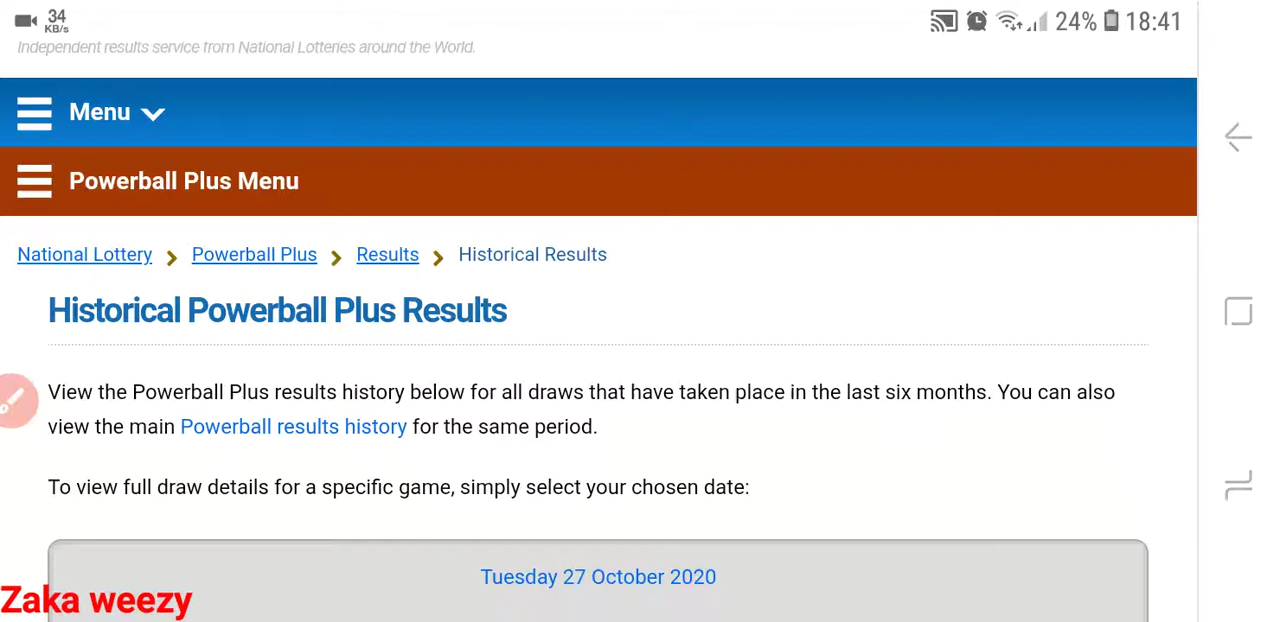 34
KB/s
24% 18:41
Independent results service from National Lotteries around the World.
Menu
Powerball Plus Menu
National Lottery Powerball Plus Results Historical Results
Historical Powerball Plus Results
View the Powerball Plus results history below for all draws that have taken place in the last six months. You can also
view the main Powerball results history for the same period.
To view full draw details for a specific game, simply select your chosen date:
Tuesday 27 October 2020
Zaka weezy